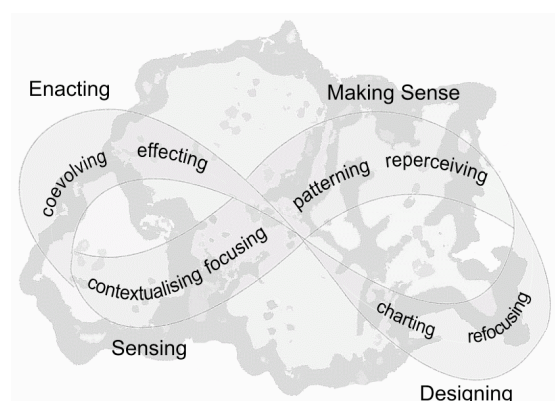 Enacting
Making Sense
coevolving
effecting
patterning
reperceiving
contextualising
focusing
charting
refocusing
Sensing
Designing